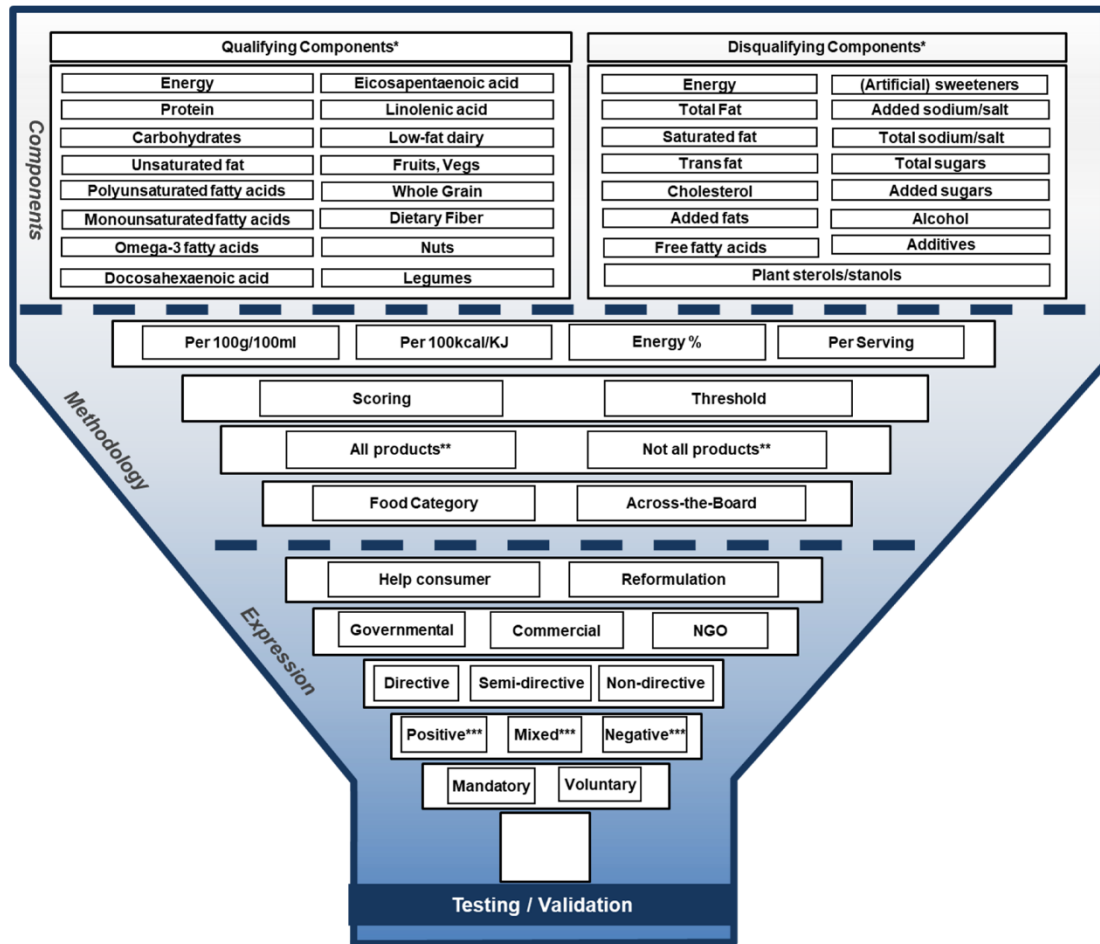 Components
Qualifying Components*
Energy
Protein
Carbohydrates
Unsaturated fat
Polyunsaturated fatty acids
Monounsaturated fatty acids
Omega-3 fatty acids
Docosahexaenoic acid
Eicosapentaenoic acid
Linolenic acid
Low-fat dairy
Fruits, Vegs
Whole Grain
Dietary Fiber
Nuts
Legumes
Disqualifying Components*
Energy
Total Fat
Saturated fat
Trans fat
Cholesterol
Added fats
Free fatty acids
(Artificial) sweeteners
Added sodium/salt
Total sodium/salt
Total sugars
Added sugars
Alcohol
Additives
Plant sterols/stanols
Methodology
Per 100g/100ml
Per 100kcal/KJ
Energy %
Per Serving
Scoring
Threshold
All products**
Not all products**
Food Category
Across-the-Board
Expression
Help consumer
Reformulation
Governmental
Commercial
NGO
Directive
Semi-directive
Non-directive
Positive***
Mixed***
Negative***
Mandatory
Voluntary
Testing / Validation